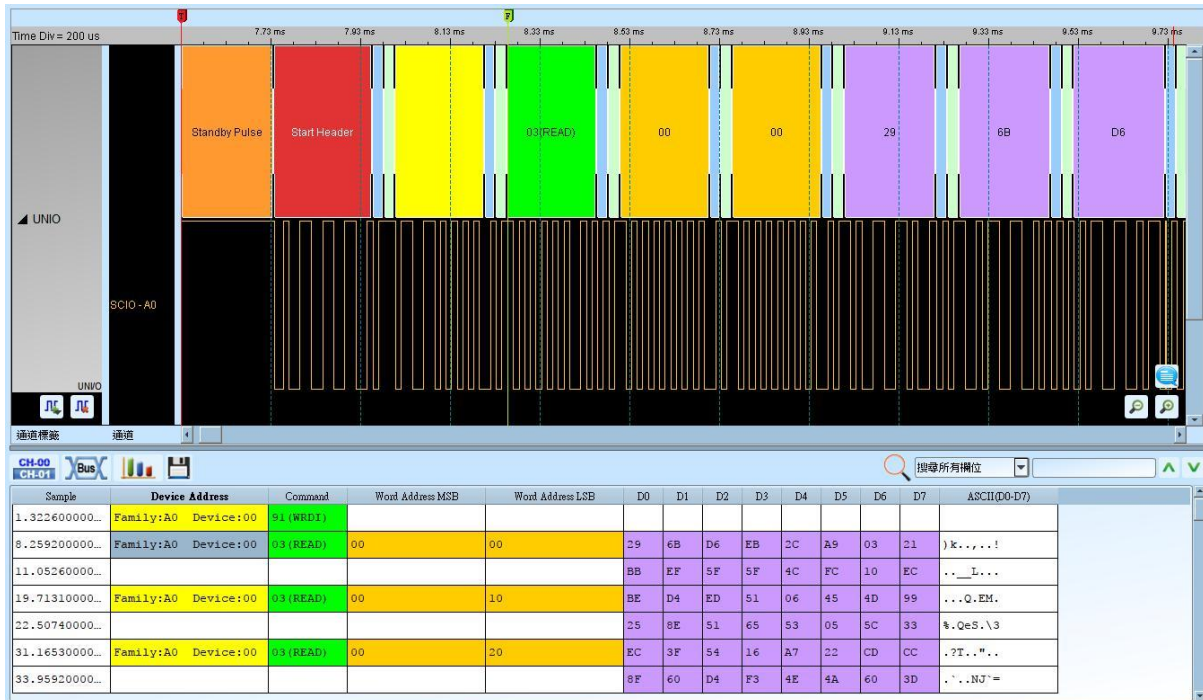 T F
Time Div = 200 us 7.73 ms 7.93 ms 8.13 ms 8.33 ms 8.53 ms 8.73 ms 8.93 ms 9.13 ms 9.33 ms 9.53 ms 9.73 ms
Standby Pulse Start Header 03(READ) 00 00 29 6B D6
UNIO
SCIO - A0
UNI/O
通道標籤 通道
CH-00
CH-01 Bus 搜尋所有欄位
Sample Device Address Command Word Address MSB Word Address LSB D0 D1 D2 D3 D4 D5 D6 D7 ASCII(D0-D7)
1.322600000... Family:A0 Device:00 91(WRDI)
8.259200000... Family:A0 Device:00 03(READ) 00 00 29 6B D6 EB 2C A9 03 21 )k..,..!
11.05260000... BB EF 5F 5F 4C FC 10 EC ..__L...
19.71310000... Family:A0 Device:00 03(READ) 00 10 BE D4 ED 51 06 45 4D 99 ...Q.EM.
22.50740000... 25 8E 51 65 53 05 5C 33 %.QeS.\3
31.16530000... Family:A0 Device:00 03(READ) 00 20 EC 3F 54 16 A7 22 CD CC .?T.."..
33.95920000... 8F 60 D4 F3 4E 4A 60 3D .`..NJ`=